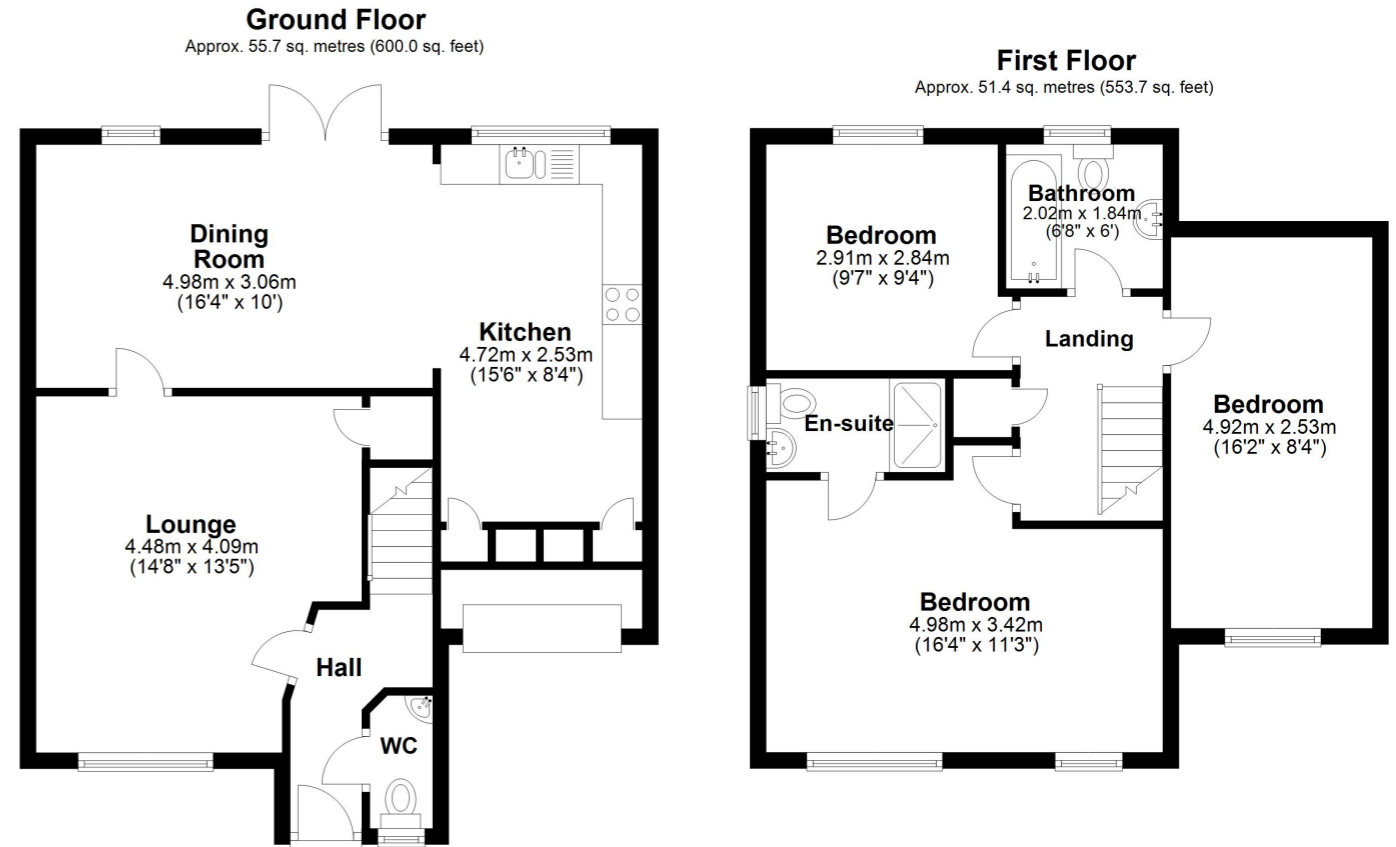 Ground Floor
Approx. 55.7 sq. metres (600.0 sq. feet)
Dining
Room
4.98m x 3.06m
(16'4" x 10')
Kitchen
4.72m x 2.53m
(15'6" x 8'4")
Lounge
4.48m x 4.09m
(14'8" x 13'5")
Hall
WC
First Floor
Approx. 51.4 sq. metres (553.7 sq. feet)
Bedroom
2.91m x 2.84m
(9'7" x 9'4")
Bathroom
2.02m x 1.84m
(6'8" x 6')
Landing
En-suite
Bedroom
4.92m x 2.53m
(16'2" x 8'4")
Bedroom
4.98m x 3.42m
(16'4" x 11'3")